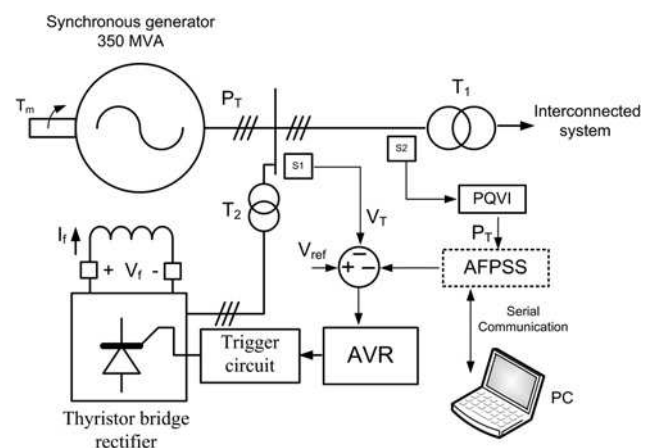 Synchronous generator
350 MVA
Tm
PT
T1
Interconnected
system
S1
S2
T2
VT
PQVI
PT
If
+ Vf -
Vref
+ - -
AFPSS
Serial
Communication
Trigger
circuit
AVR
PC
Thyristor bridge
rectifier